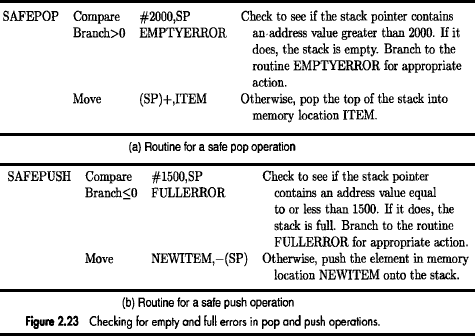 SAFEPOP Compare #2000,SP Check to see if the stack pointer contains
Branch>0 EMPTYERROR an address value greater than 2000. If it
does, the stack is empty. Branch to the
routine EMPTYERROR for appropriate
action.
Move (SP)+,ITEM Otherwise, pop the top of the stack into
memory location ITEM.
(a) Routine for a safe pop operation
SAFEPUSH Compare #1500,SP Check to see if the stack pointer
Branch≤0 FULLERROR contains an address value equal
to or less than 1500. If it does, the
stack is full. Branch to the routine
FULLERROR for appropriate action.
Move NEWITEM,−(SP) Otherwise, push the element in memory
location NEWITEM onto the stack.
(b) Routine for a safe push operation
Figure 2.23 Checking for empty and full errors in pop and push operations.